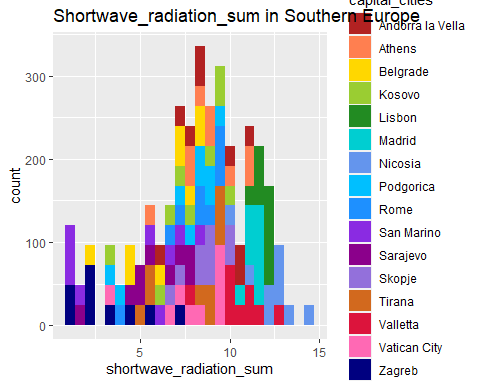 Shortwave_radiation_sum in Southern Europe
capital_cities
Andorra la Vella
Athens
Belgrade
Kosovo
Lisbon
Madrid
Nicosia
Podgorica
Rome
San Marino
Sarajevo
Skopje
Tirana
Valletta
Vatican City
Zagreb
count
300
200
100
0
5
10
15
shortwave_radiation_sum